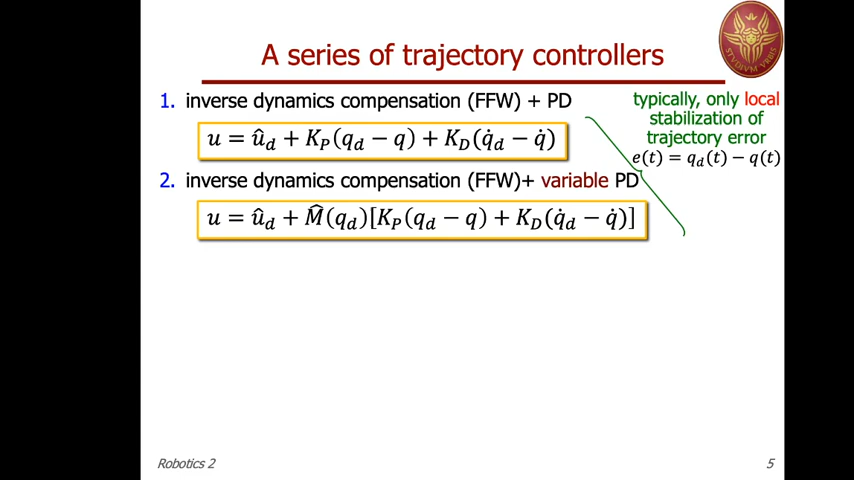 A series of trajectory controllers
STVDIVM VRBIS
1. inverse dynamics compensation (FFW) + PD
u = û_d + K_P(q_d − q) + K_D(q̇_d − q̇)
typically, only local
stabilization of
trajectory error
e(t) = q_d(t) − q(t)
2. inverse dynamics compensation (FFW)+ variable PD
u = û_d + M̂(q_d)[K_P(q_d − q) + K_D(q̇_d − q̇)]
Robotics 2
5